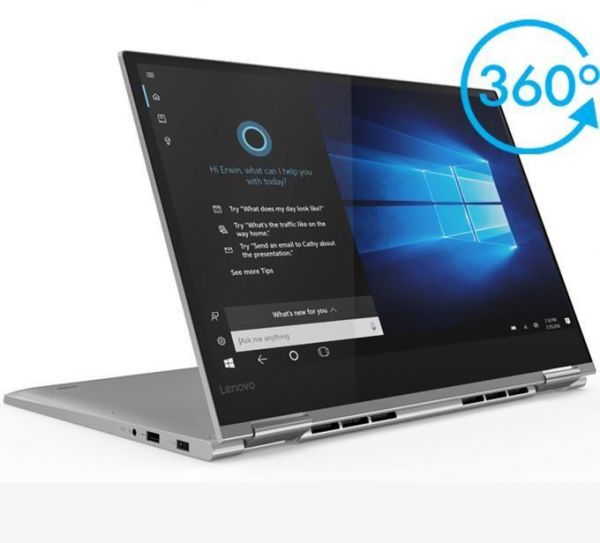 360°
Hi Erwin, what can I help you
with today?
Try "What does my day look like?"
Try "What's the traffic like on the
way home."
Try "Send an email to Cathy about
the presentation."
See more Tips
What's new for you
Ask me anything
Lenovo